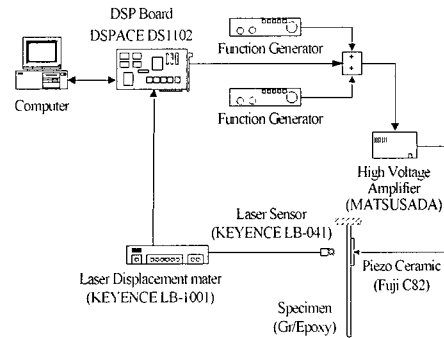 DSP Board
DSPACE DS1102
Function Generator
Computer
Function Generator
High Voltage
Amplifier
(MATSUSADA)
Laser Sensor
(KEYENCE LB-041)
Laser Displacement mater
(KEYENCE LB-1001)
Piezo Ceramic
(Fuji C82)
Specimen
(Gr/Epoxy)